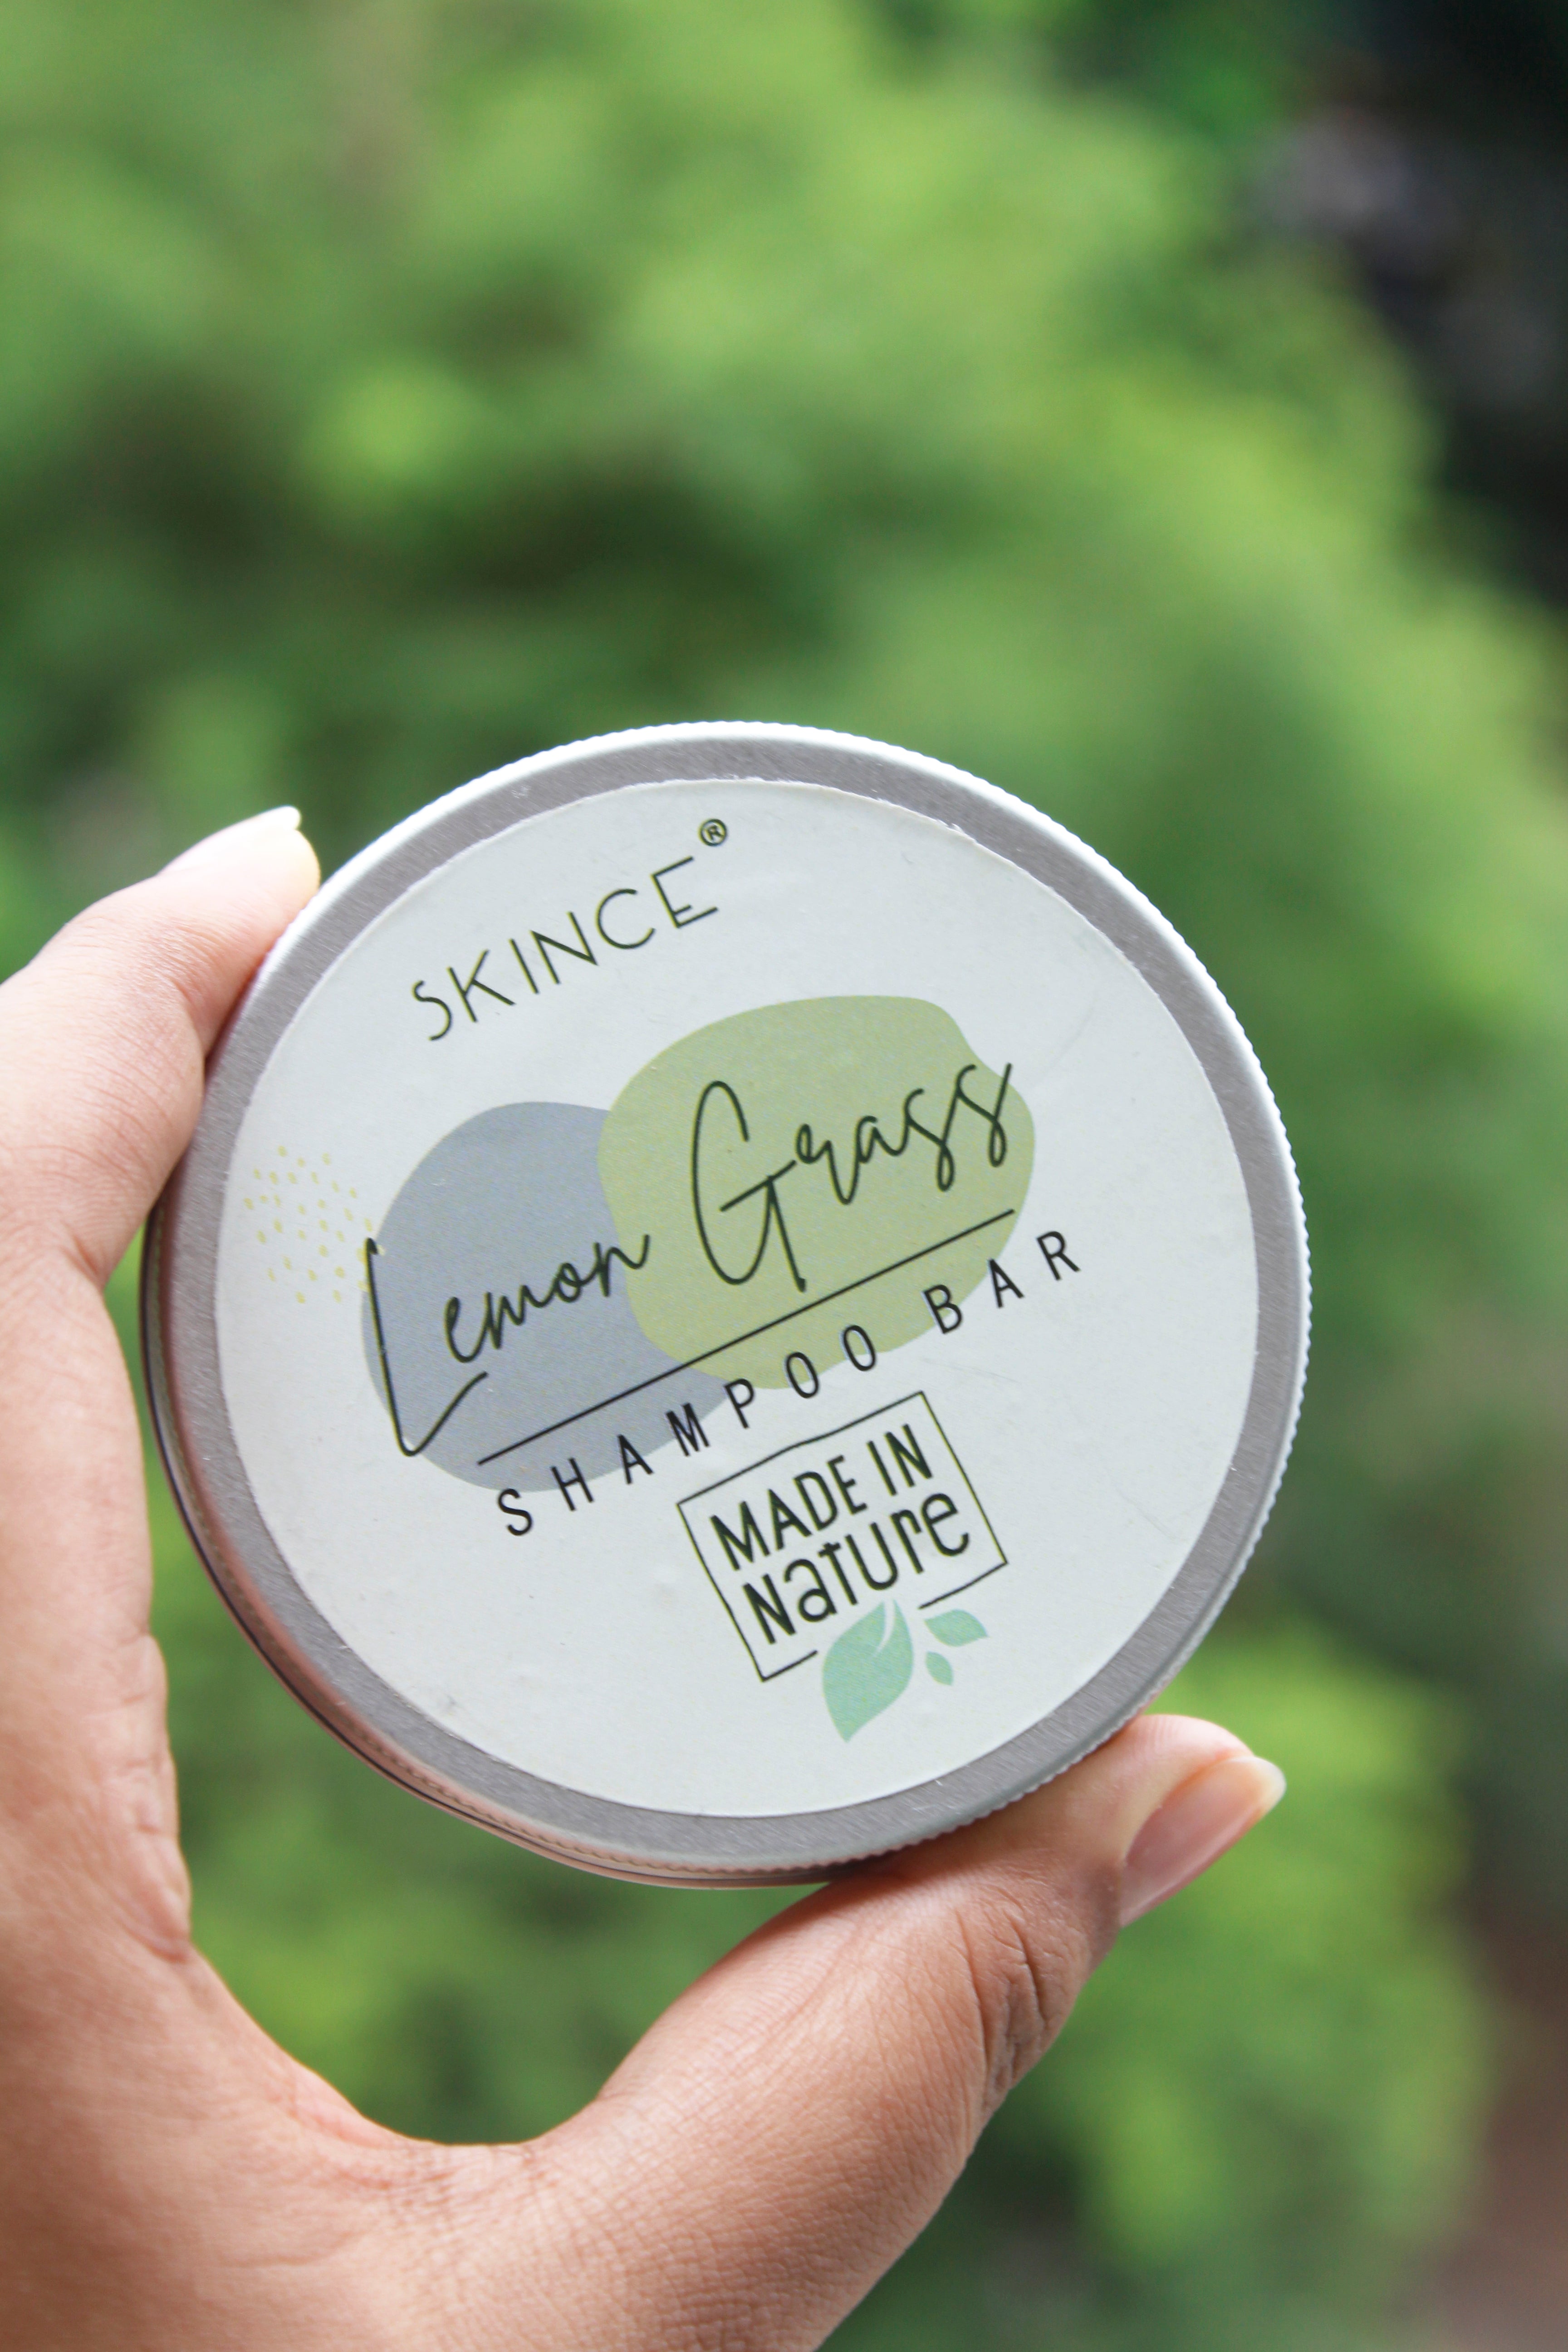 SKINCE®
Lemon Grass
SHAMPOO BAR
MADE IN
Nature